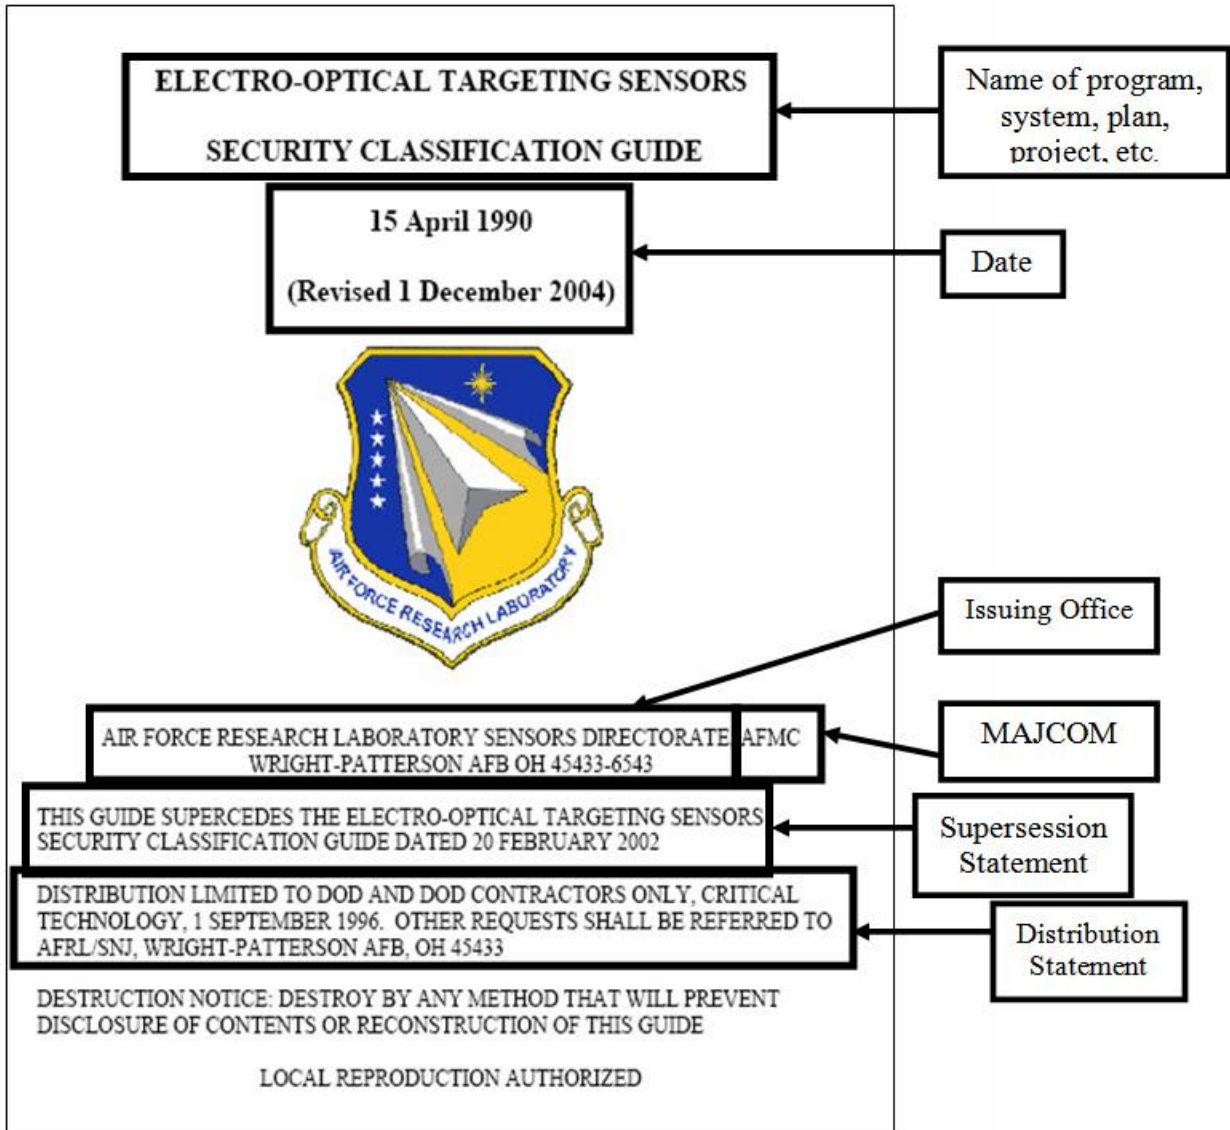 ELECTRO-OPTICAL TARGETING SENSORS
SECURITY CLASSIFICATION GUIDE
Name of program,
system, plan,
project, etc.
15 April 1990
(Revised 1 December 2004)
Date
AIR FORCE RESEARCH LABORATORY
Issuing Office
AIR FORCE RESEARCH LABORATORY SENSORS DIRECTORATE AFMC
WRIGHT-PATTERSON AFB OH 45433-6543
MAJCOM
THIS GUIDE SUPERCEDES THE ELECTRO-OPTICAL TARGETING SENSORS
SECURITY CLASSIFICATION GUIDE DATED 20 FEBRUARY 2002
Supersession
Statement
DISTRIBUTION LIMITED TO DOD AND DOD CONTRACTORS ONLY, CRITICAL
TECHNOLOGY, 1 SEPTEMBER 1996. OTHER REQUESTS SHALL BE REFERRED TO
AFRL/SNJ, WRIGHT-PATTERSON AFB, OH 45433
Distribution
Statement
DESTRUCTION NOTICE: DESTROY BY ANY METHOD THAT WILL PREVENT
DISCLOSURE OF CONTENTS OR RECONSTRUCTION OF THIS GUIDE
LOCAL REPRODUCTION AUTHORIZED